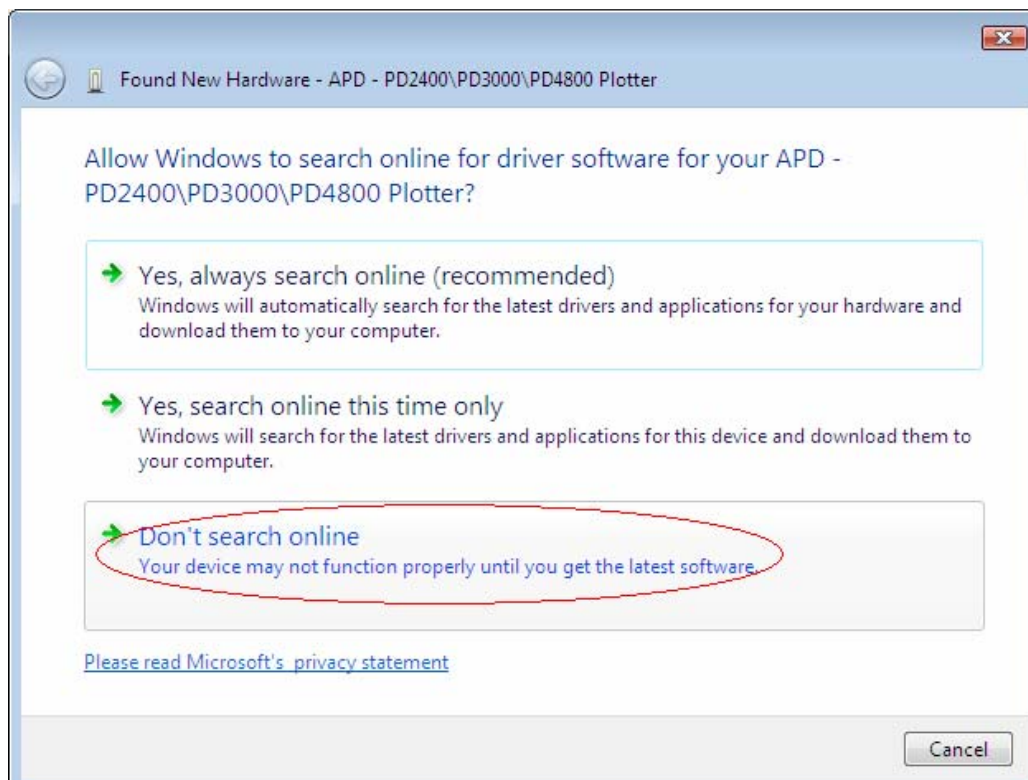 Found New Hardware - APD - PD2400\PD3000\PD4800 Plotter
Allow Windows to search online for driver software for your APD -
PD2400\PD3000\PD4800 Plotter?
Yes, always search online (recommended)
Windows will automatically search for the latest drivers and applications for your hardware and
download them to your computer.
Yes, search online this time only
Windows will search for the latest drivers and applications for this device and download them to
your computer.
Don't search online
Your device may not function properly until you get the latest software.
Please read Microsoft's privacy statement
Cancel